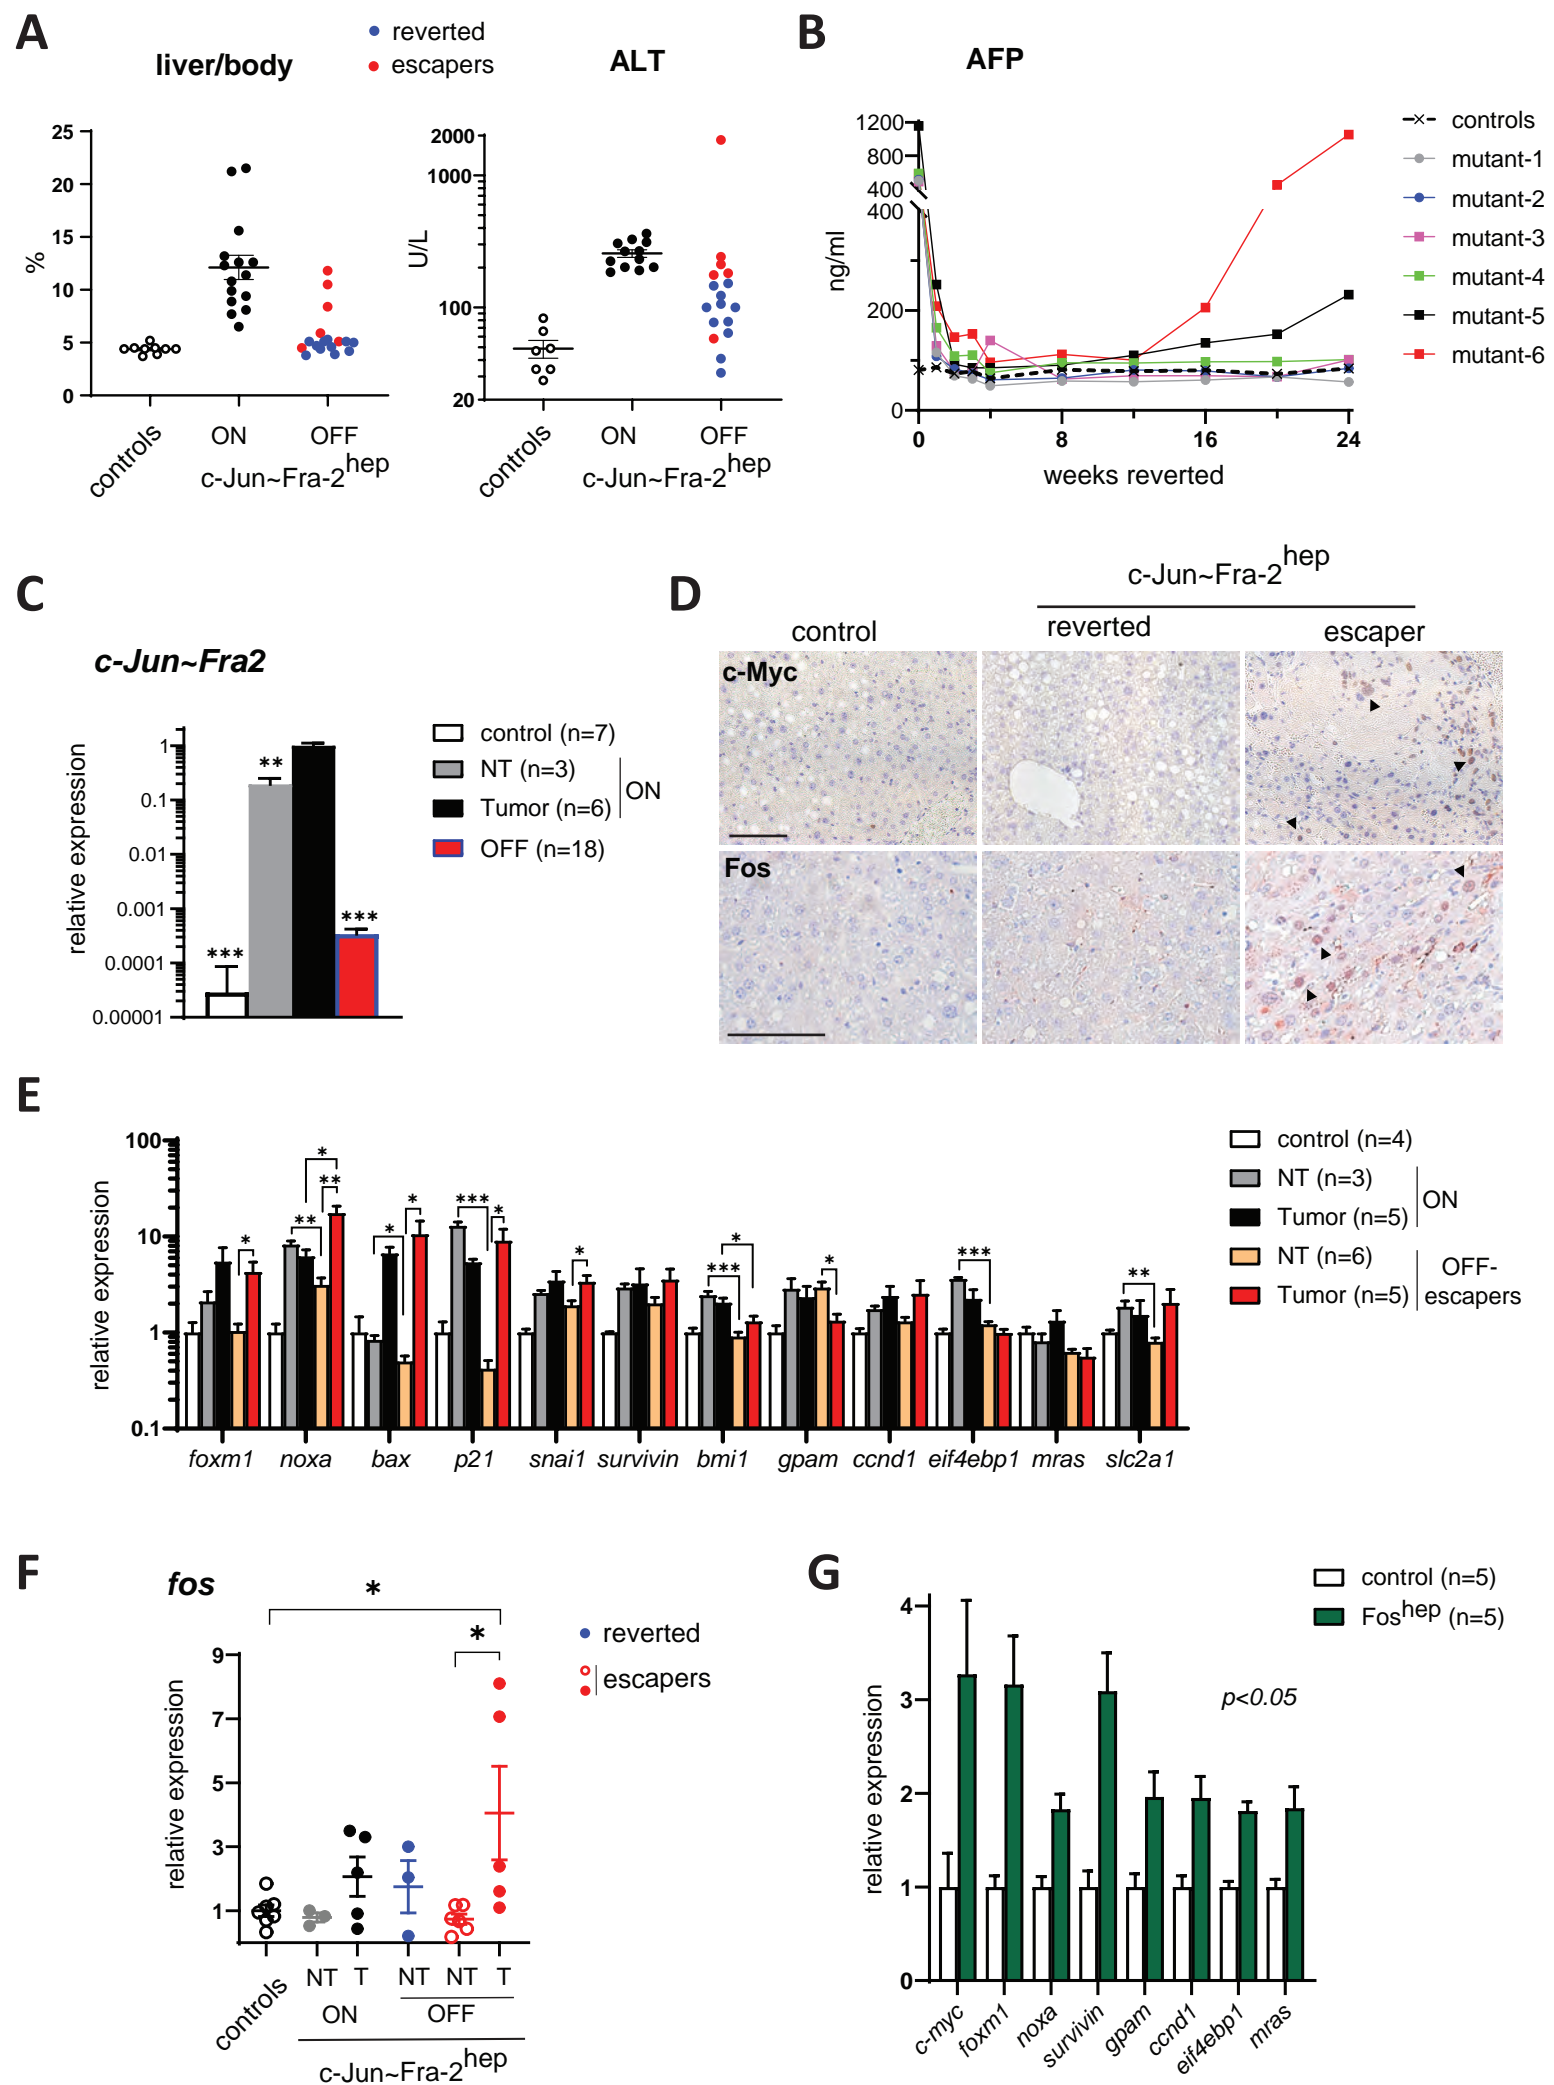 A
reverted
escapers
liver/body
ALT
25
20
15
10
5
0
%
controls
ON
OFF
c-Jun~Fra-2hep
2000
1000
100
20
U/L
controls
ON
OFF
c-Jun~Fra-2hep
B
AFP
1200
800
400
400
200
0
ng/ml
0
8
16
24
weeks reverted
controls
mutant-1
mutant-2
mutant-3
mutant-4
mutant-5
mutant-6
C
c-Jun~Fra2
relative expression
1
0.1
0.01
0.001
0.0001
0.00001
***
**
***
control (n=7)
NT (n=3)
Tumor (n=6)
ON
OFF (n=18)
D
c-Jun~Fra-2hep
control
reverted
escaper
c-Myc
Fos
E
relative expression
100
10
1
0.1
*
**
*
**
*
*
***
*
*
***
*
*
***
**
foxm1
noxa
bax
p21
snai1
survivin
bmi1
gpam
ccnd1
eif4ebp1
mras
slc2a1
control (n=4)
NT (n=3)
Tumor (n=5)
ON
NT (n=6)
Tumor (n=5)
OFF-
escapers
F
fos
*
*
relative expression
9
7
5
3
1
controls
NT
T
NT
NT
T
ON
OFF
c-Jun~Fra-2hep
reverted
escapers
G
control (n=5)
Foshep (n=5)
relative expression
4
3
2
1
0
p<0.05
c-myc
foxm1
noxa
survivin
gpam
ccnd1
eif4ebp1
mras